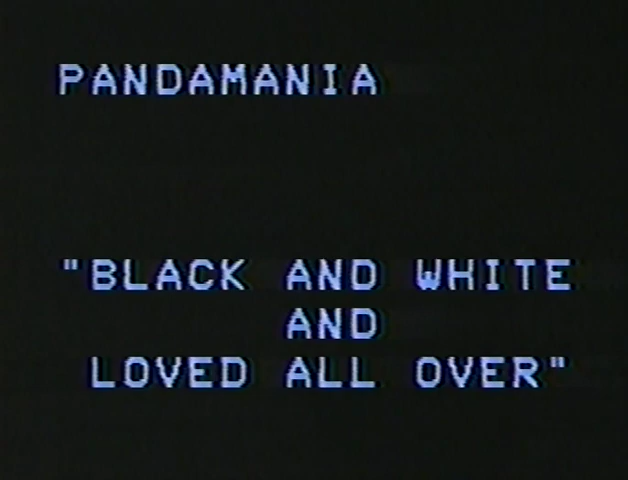 PANDAMANIA
"BLACK AND WHITE
AND
LOVED ALL OVER"